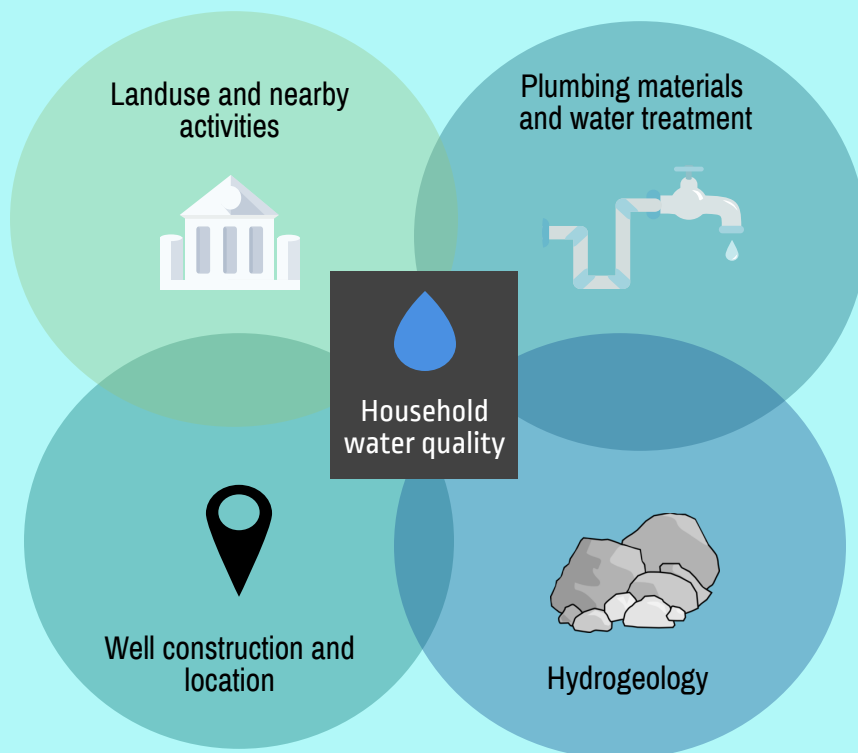 Landuse and nearby
activities
Plumbing materials
and water treatment
Household
water quality
Well construction and
location
Hydrogeology